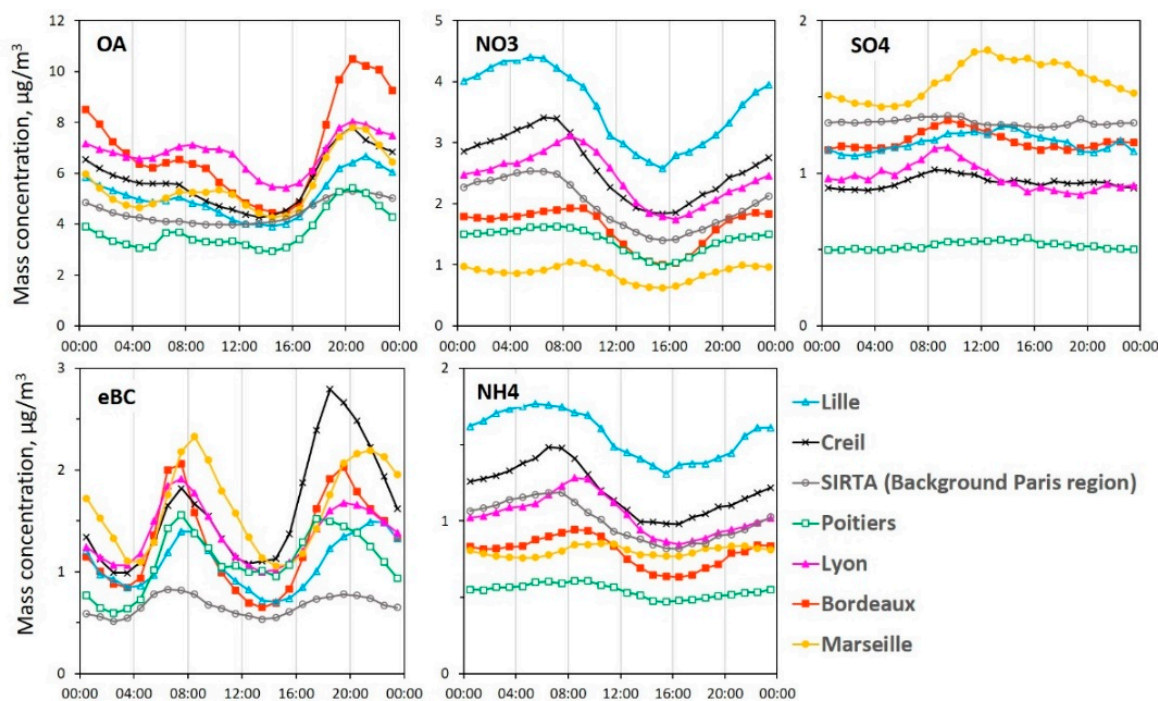 OA
NO3
SO4
Mass concentration, µg/m³
12
10
8
6
4
2
0
5
4
3
2
1
0
2
1
0
00:00 04:00 08:00 12:00 16:00 20:00 00:00
00:00 04:00 08:00 12:00 16:00 20:00 00:00
00:00 04:00 08:00 12:00 16:00 20:00 00:00
eBC
NH4
Mass concentration, µg/m³
3
2
1
0
2
1
0
00:00 04:00 08:00 12:00 16:00 20:00 00:00
00:00 04:00 08:00 12:00 16:00 20:00 00:00
Lille
Creil
SIRTA (Background Paris region)
Poitiers
Lyon
Bordeaux
Marseille